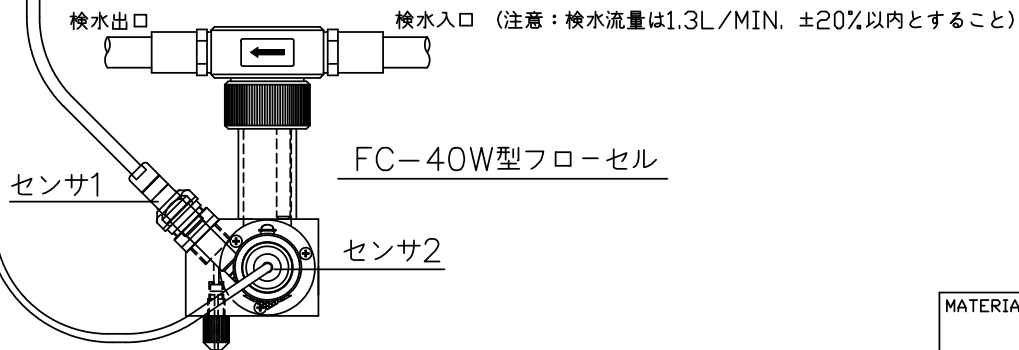 検水出口
検水入口 (注意：検水流量は1.3L/MIN. ±20%以内とすること)
FC-40W型フローセル
センサ1
センサ2
MATERIA